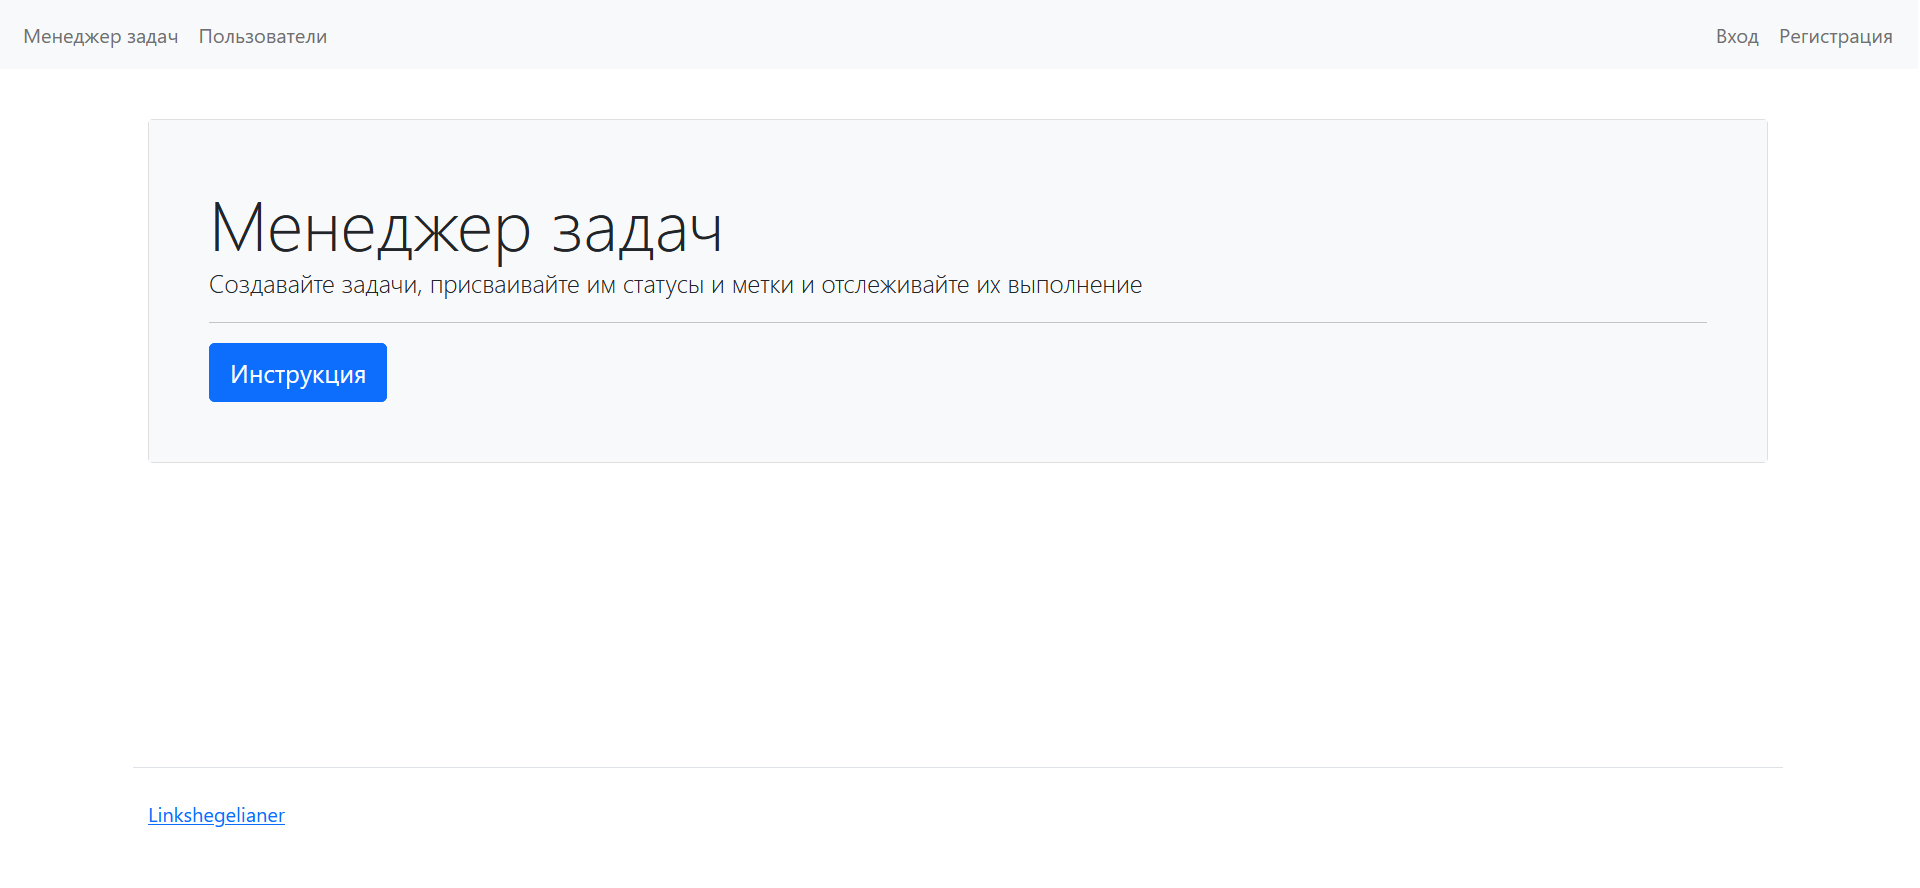 Менеджер задач Пользователи Вход Регистрация
Менеджер задач
Создавайте задачи, присваивайте им статусы и метки и отслеживайте их выполнение
Инструкция
Linkshegelianer